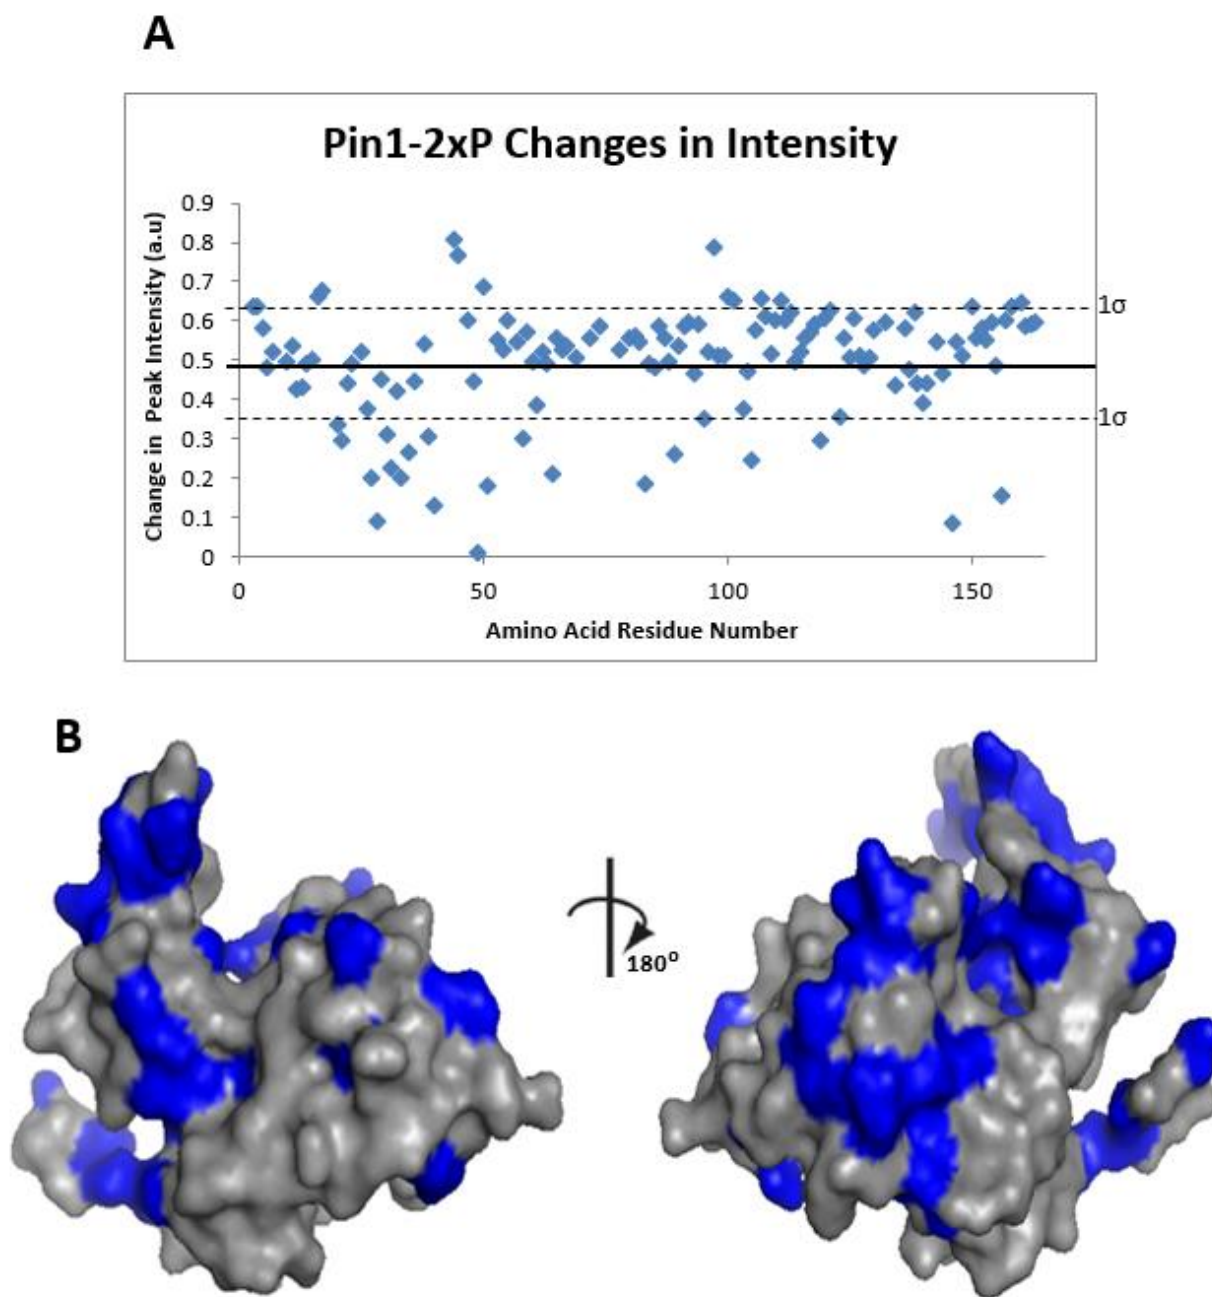 A
Pin1-2xP Changes in Intensity
Change in Peak Intensity (a.u)
0.9
0.8
0.7
0.6
0.5
0.4
0.3
0.2
0.1
0
1σ
1σ
0 50 100 150
Amino Acid Residue Number
B
180°